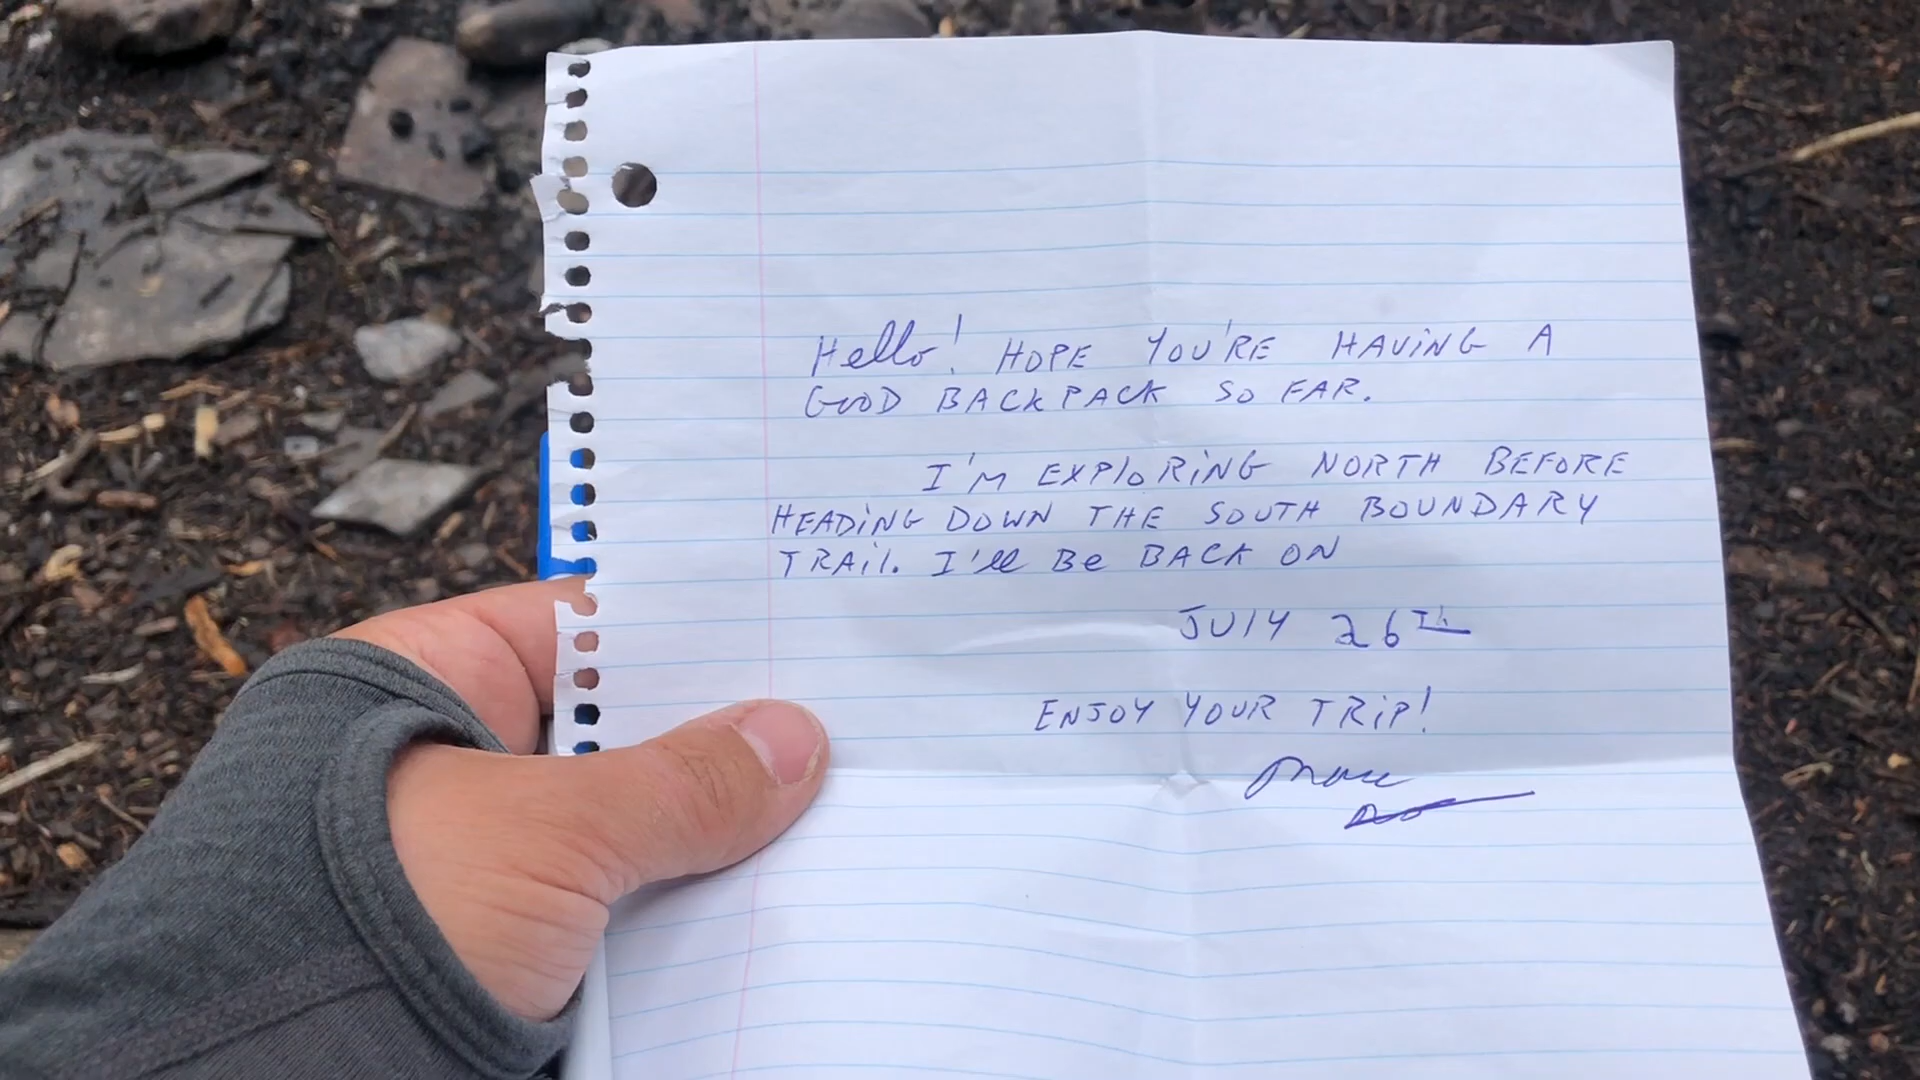 Hello! HOPE YOU'RE HAVING A
GOOD BACKPACK SO FAR.
I'M EXPLORING NORTH BEFORE
HEADING DOWN THE SOUTH BOUNDARY
TRAIL. I'll Be BACK ON
JULY 26TH
ENJOY YOUR TRIP!